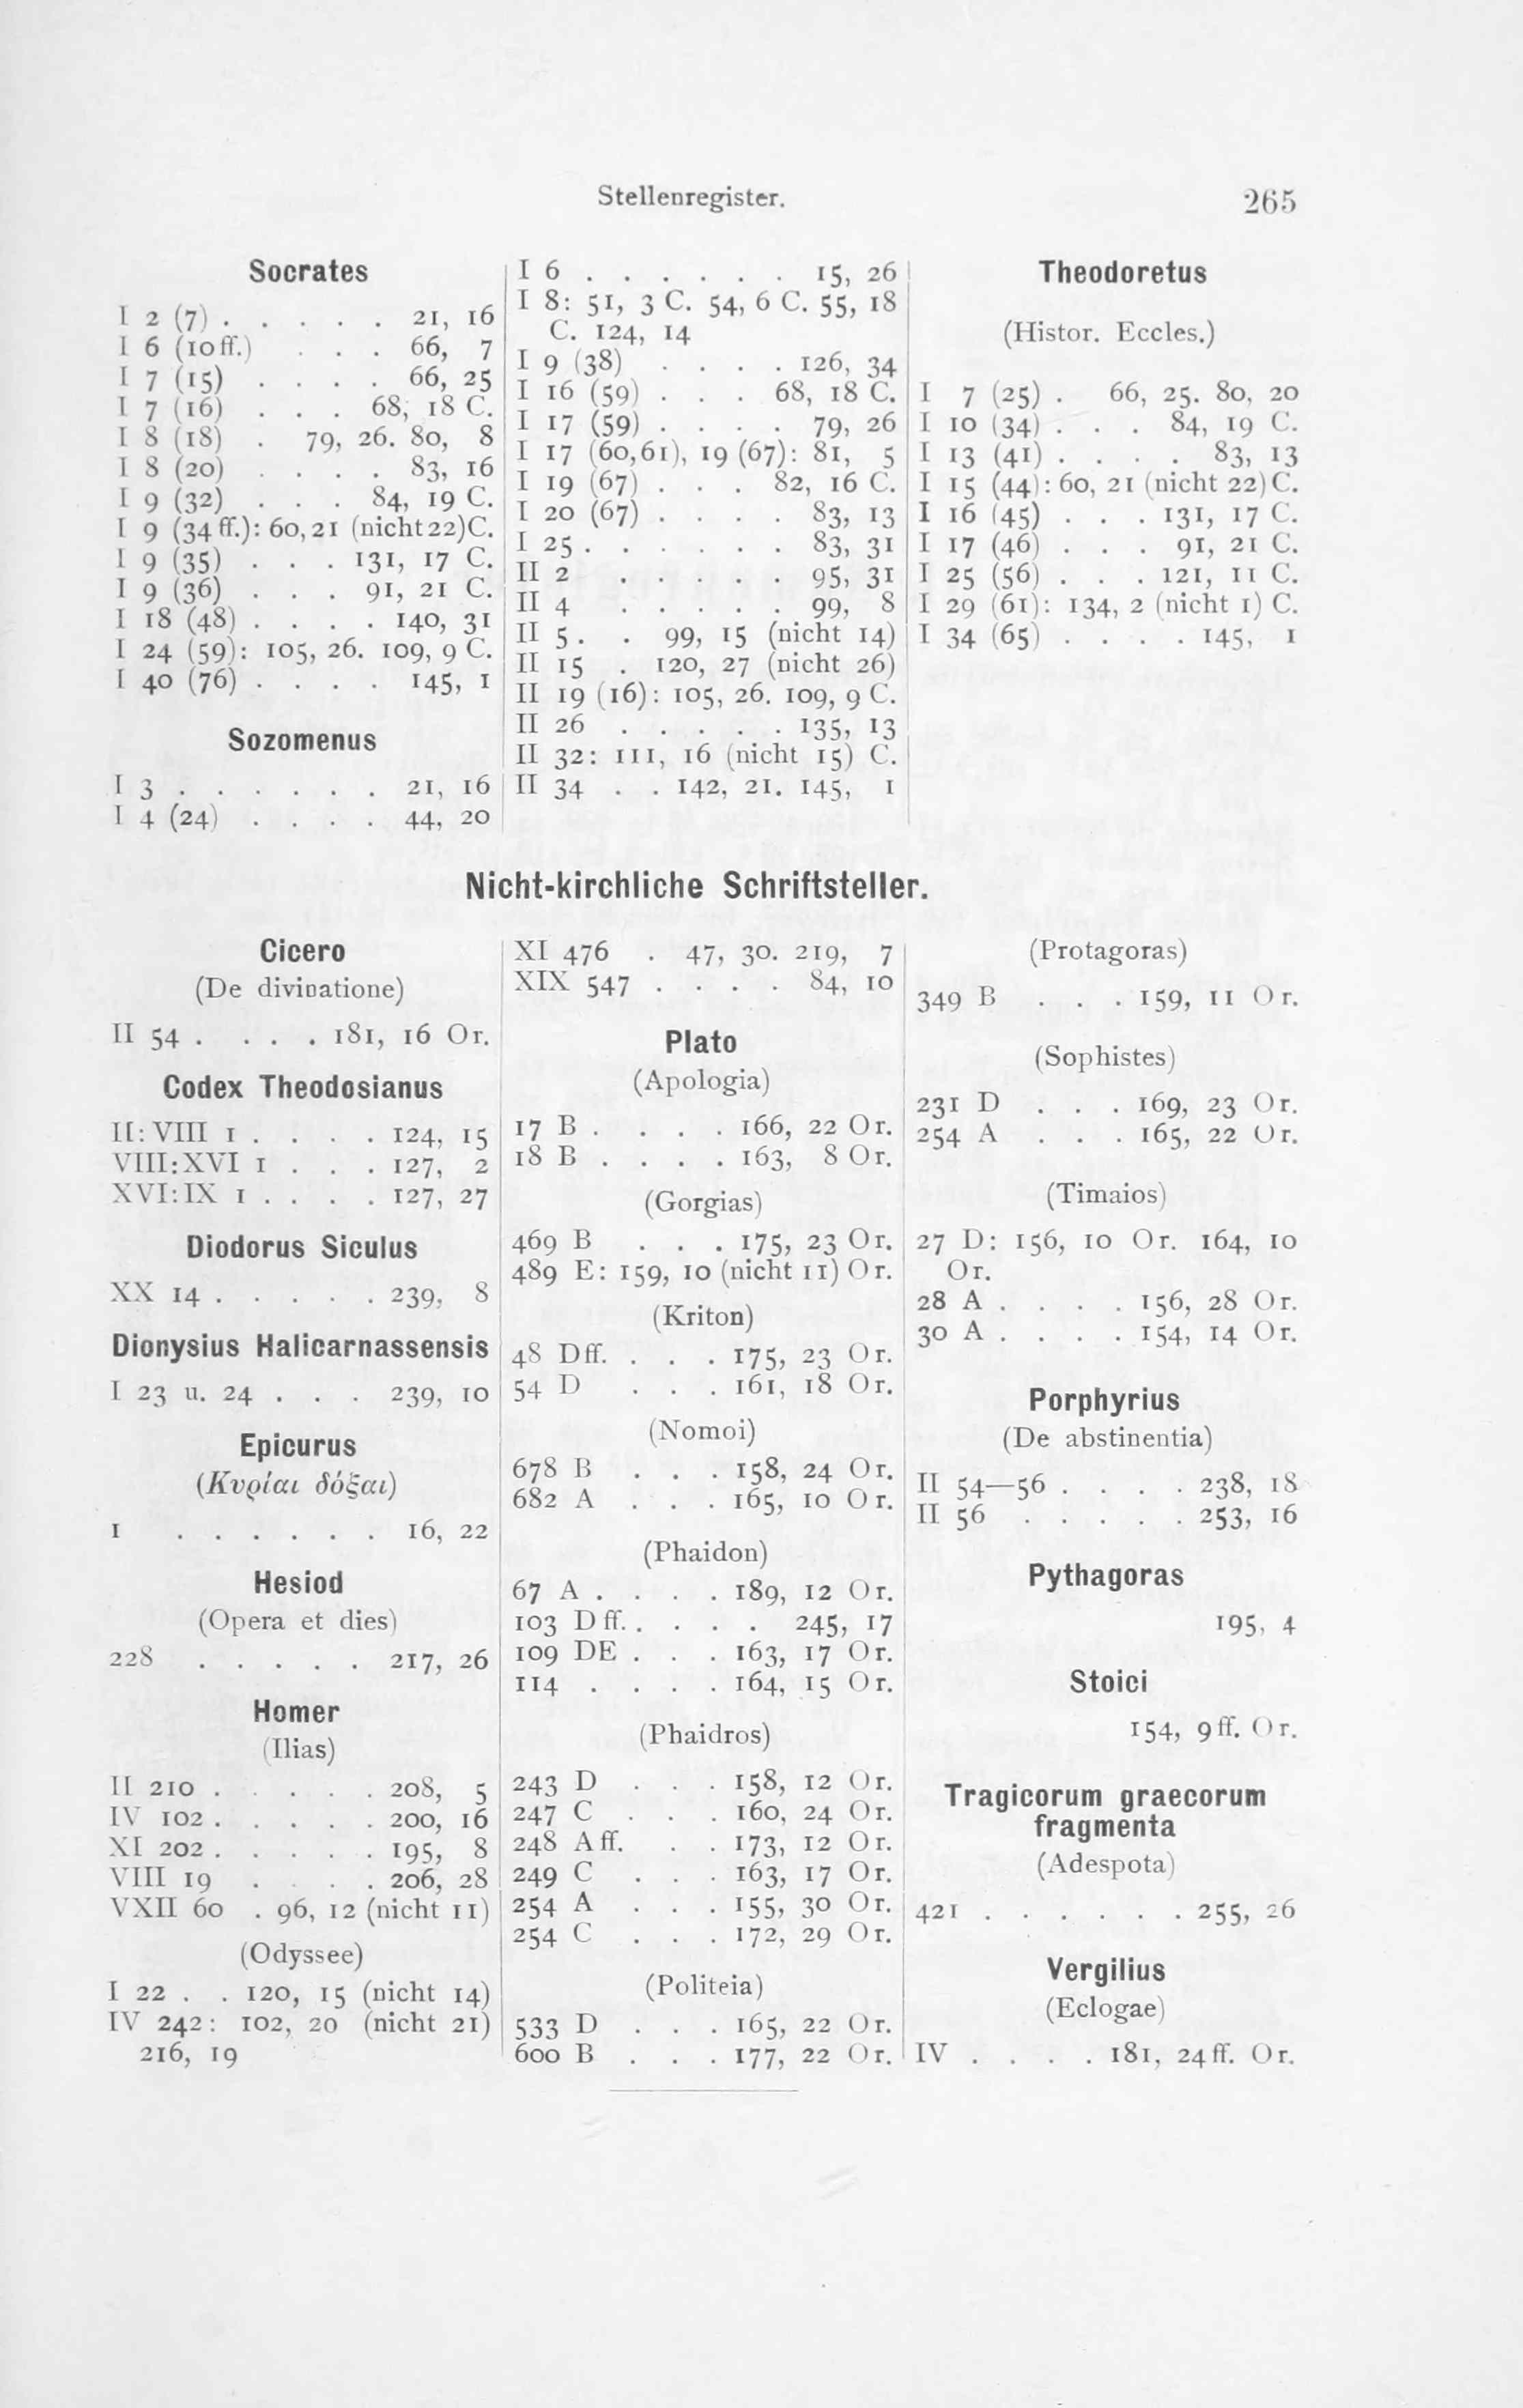 Stellenregister.
265
Socrates
I 2 (7) . . . . . 21, 16
I 6 (10ff.) . . . 66, 7
I 7 (15) . . . . 66, 25
I 7 (16) . . . 68, 18 C.
I 8 (18) . 79, 26. 80, 8
I 8 (20) . . . . 83, 16
I 9 (32) . . . 84, 19 C.
I 9 (34ff.): 60,21 (nicht 22)C.
I 9 (35) . . . 131, 17 C.
I 9 (36) . . . 91, 21 C.
I 18 (48) . . . . 140, 31
I 24 (59): 105, 26. 109, 9 C.
I 40 (76) . . . . 145, 1
Sozomenus
I 3 . . . . . . 21, 16
I 4 (24) . . . . 44, 20
I 6 . . . . . . 15, 26
I 8: 51, 3 C. 54, 6 C. 55, 18
C. 124, 14
I 9 (38) . . . . 126, 34
I 16 (59) . . . 68, 18 C.
I 17 (59) . . . . 79, 26
I 17 (60,61), 19 (67): 81, 5
I 19 (67) . . . 82, 16 C.
I 20 (67) . . . . 83, 13
I 25 . . . . . . 83, 31
II 2 . . . . . 95, 31
II 4 . . . . . 99, 8
II 5 . . 99, 15 (nicht 14)
II 15 . 120, 27 (nicht 26)
II 19 (16): 105, 26. 109, 9 C.
II 26 . . . . . 135, 13
II 32: 111, 16 (nicht 15) C.
II 34 . . 142, 21. 145, 1
Theodoretus
(Histor. Eccles.)
I 7 (25) . 66, 25. 80, 20
I 10 (34) . . . 84, 19 C.
I 13 (41) . . . . 83, 13
I 15 (44): 60, 21 (nicht 22) C.
I 16 (45) . . . 131, 17 C.
I 17 (46) . . . 91, 21 C.
I 25 (56) . . . 121, 11 C.
I 29 (61): 134, 2 (nicht 1) C.
I 34 (65) . . . . 145, 1
Nicht-kirchliche Schriftsteller.
Cicero
(De divinatione)
II 54 . . . . 181, 16 Or.
Codex Theodosianus
II: VIII 1 . . . . 124, 15
VIII: XVI 1 . . . 127, 2
XVI: IX 1 . . . . 127, 27
Diodorus Siculus
XX 14 . . . . . 239, 8
Dionysius Halicarnassensis
I 23 u. 24 . . . 239, 10
Epicurus
(Κυρίαι δόξαι)
1 . . . . . . 16, 22
Hesiod
(Opera et dies)
228 . . . . . 217, 26
Homer
(Ilias)
II 210 . . . . . 208, 5
IV 102 . . . . . 200, 16
XI 202 . . . . . 195, 8
VIII 19 . . . . 206, 28
VXII 60 . 96, 12 (nicht 11)
(Odyssee)
I 22 . . 120, 15 (nicht 14)
IV 242: 102, 20 (nicht 21)
216, 19
XI 476 . 47, 30. 219, 7
XIX 547 . . . . 84, 10
Plato
(Apologia)
17 B . . . . 166, 22 Or.
18 B . . . . 163, 8 Or.
(Gorgias)
469 B . . . 175, 23 Or.
489 E: 159, 10 (nicht 11) Or.
(Kriton)
48 Dff. . . . 175, 23 Or.
54 D . . . 161, 18 Or.
(Nomoi)
678 B . . . 158, 24 Or.
682 A . . . 165, 10 Or.
(Phaidon)
67 A . . . . 189, 12 Or.
103 Dff. . . . . 245, 17
109 DE . . . 163, 17 Or.
114 . . . . 164, 15 Or.
(Phaidros)
243 D . . . 158, 12 Or.
247 C . . . 160, 24 Or.
248 Aff. . . 173, 12 Or.
249 C . . . 163, 17 Or.
254 A . . . 155, 30 Or.
254 C . . . 172, 29 Or.
(Politeia)
533 D . . . 165, 22 Or.
600 B . . . 177, 22 Or.
(Protagoras)
349 B . . . 159, 11 Or.
(Sophistes)
231 D . . . 169, 23 Or.
254 A . . . 165, 22 Or.
(Timaios)
27 D: 156, 10 Or. 164, 10
Or.
28 A . . . . 156, 28 Or.
30 A . . . . 154, 14 Or.
Porphyrius
(De abstinentia)
II 54—56 . . . . 238, 18
II 56 . . . . . 253, 16
Pythagoras
195, 4
Stoici
154, 9ff. Or.
Tragicorum graecorum
fragmenta
(Adespota)
421 . . . . . . 255, 26
Vergilius
(Eclogae)
IV . . . . 181, 24ff. Or.